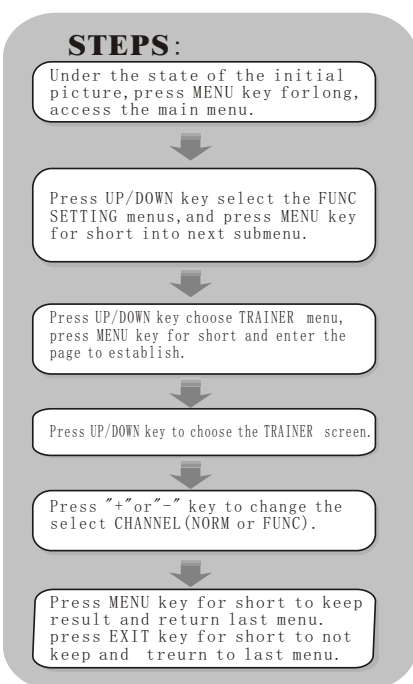 STEPS:
Under the state of the initial
picture,press MENU key forlong,
access the main menu.
Press UP/DOWN key select the FUNC
SETTING menus,and press MENU key
for short into next submenu.
Press UP/DOWN key choose TRAINER menu,
press MENU key for short and enter the
page to establish.
Press UP/DOWN key to choose the TRAINER screen.
Press "+"or"-" key to change the
select CHANNEL(NORM or FUNC).
Press MENU key for short to keep
result and return last menu.
press EXIT key for short to not
keep and treurn to last menu.